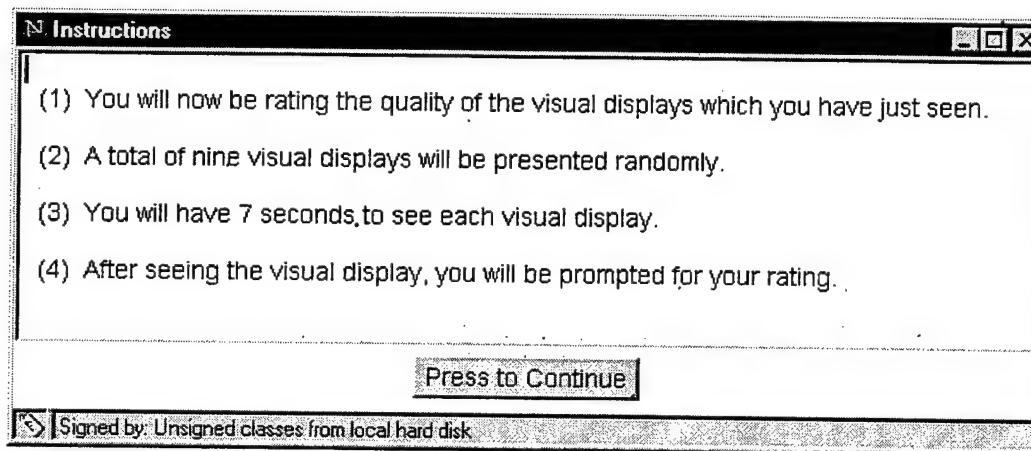 Instructions
(1) You will now be rating the quality of the visual displays which you have just seen.
(2) A total of nine visual displays will be presented randomly.
(3) You will have 7 seconds to see each visual display.
(4) After seeing the visual display, you will be prompted for your rating.
Press to Continue
Signed by: Unsigned classes from local hard disk